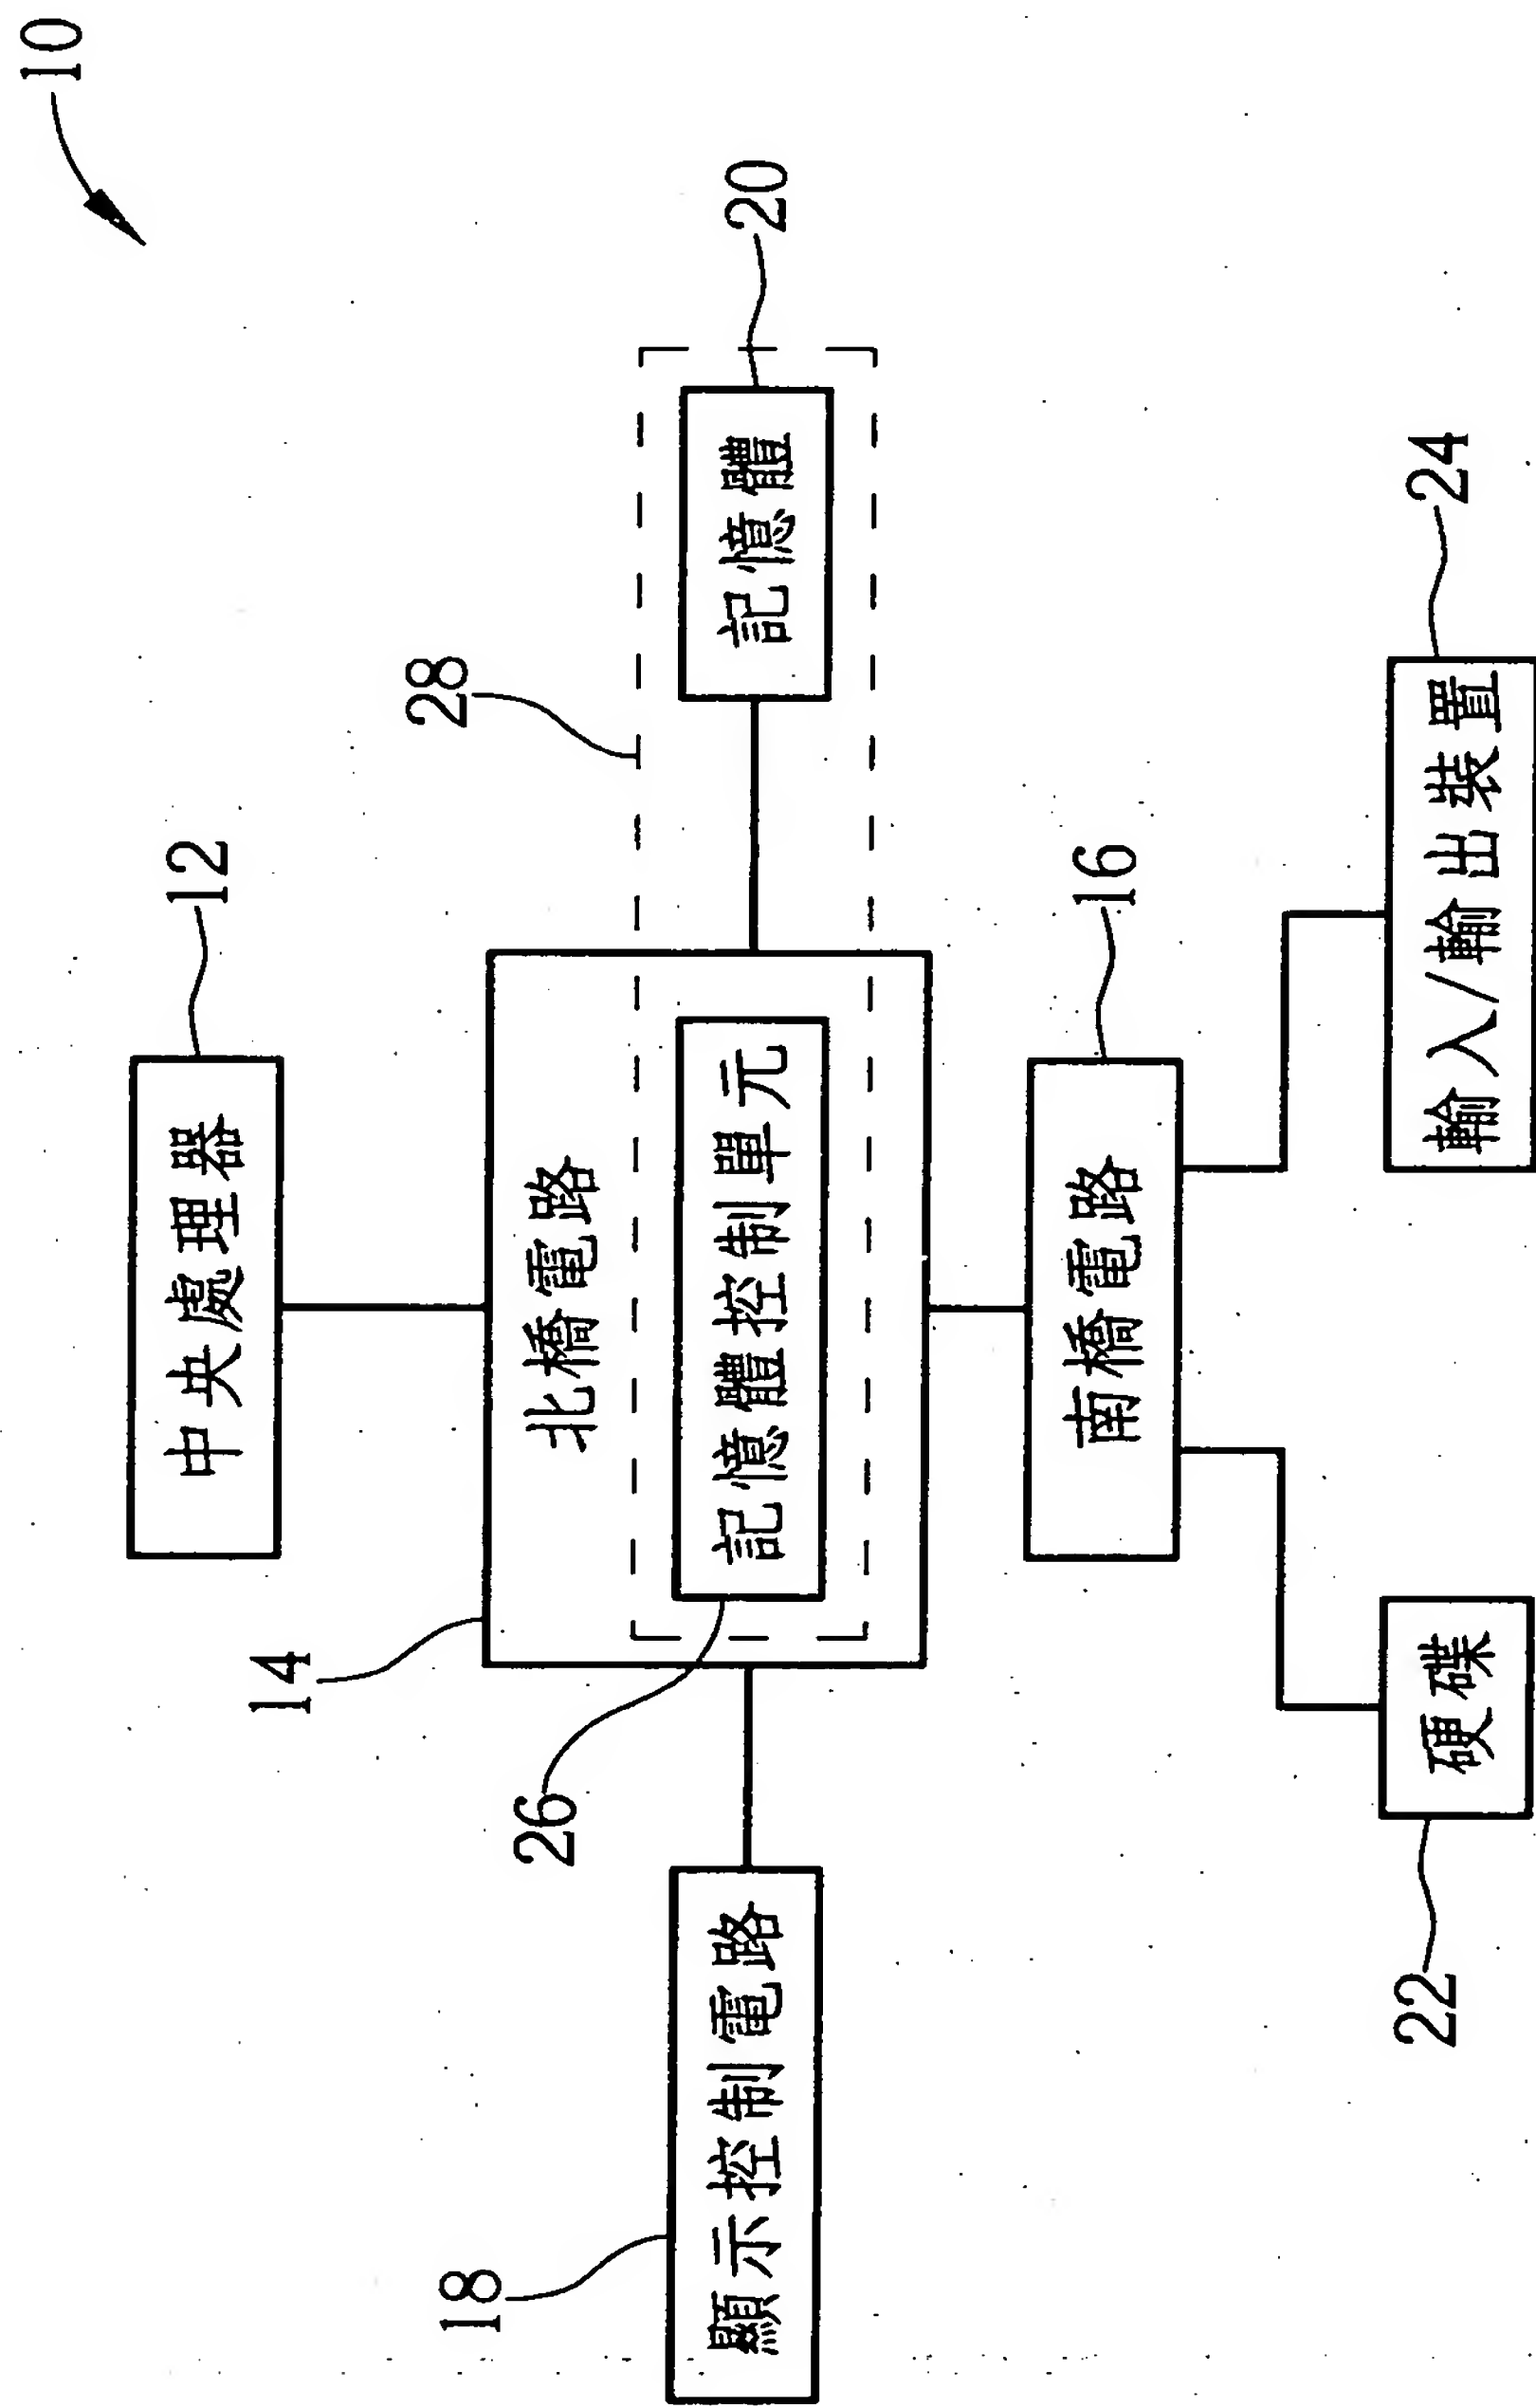 10
12
中央處理器
14
北橋電路
28
20
18
顯示控制電路
記憶體控制單元
記憶體
26
16
南橋電路
22
硬碟
24
輸入/輸出裝置